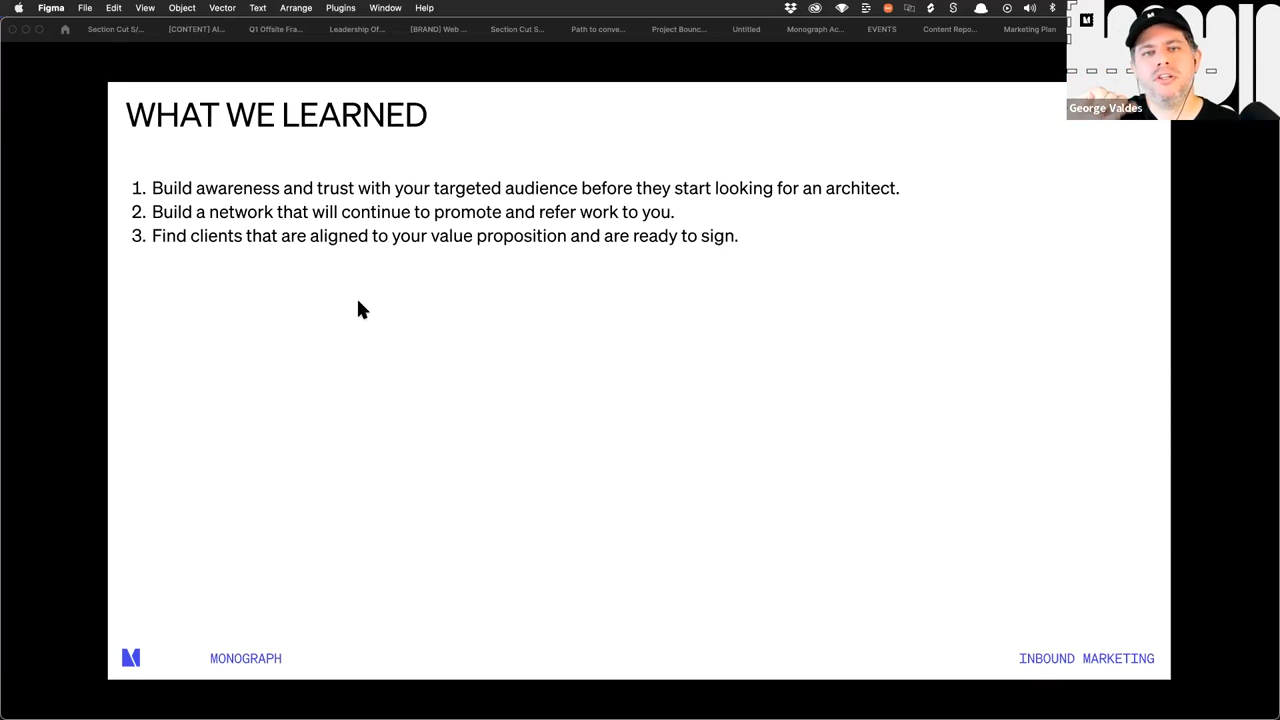 Figma File Edit View Object Vector Text Arrange Plugins Window Help
Section Cut S/... [CONTENT] AI... Q1 Offsite Fra... Leadership Of... [BRAND] Web ... Section Cut S... Path to conve... Project Bounc... Untitled Monograph Ac... EVENTS Content Repo... Marketing Plan
George Valdes
WHAT WE LEARNED
1. Build awareness and trust with your targeted audience before they start looking for an architect.
2. Build a network that will continue to promote and refer work to you.
3. Find clients that are aligned to your value proposition and are ready to sign.
MONOGRAPH
INBOUND MARKETING